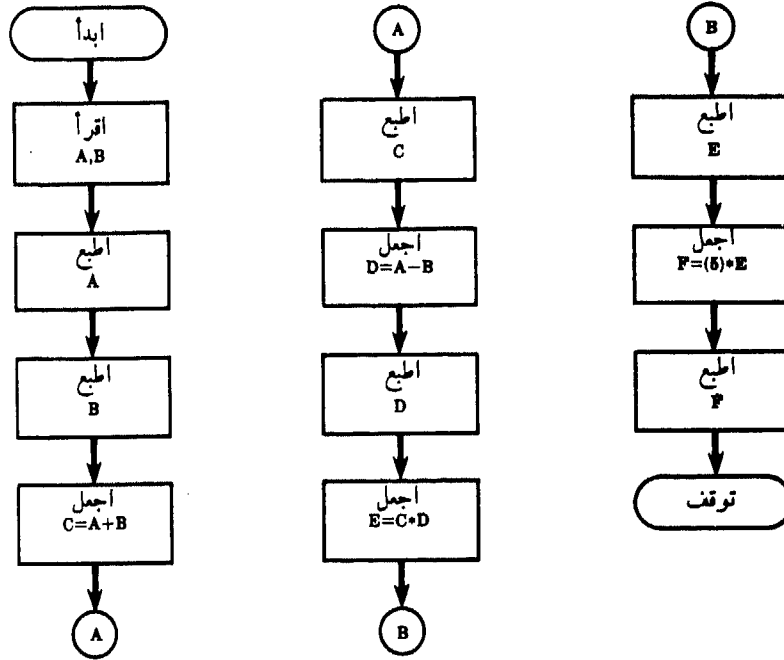 ابدأ
اقرأ
A,B
اطبع
A
اطبع
B
اجعل
C=A+B
A
A
اطبع
C
اجعل
D=A−B
اطبع
D
اجعل
E=C*D
B
B
اطبع
E
اجعل
F=(5)*E
اطبع
F
توقف